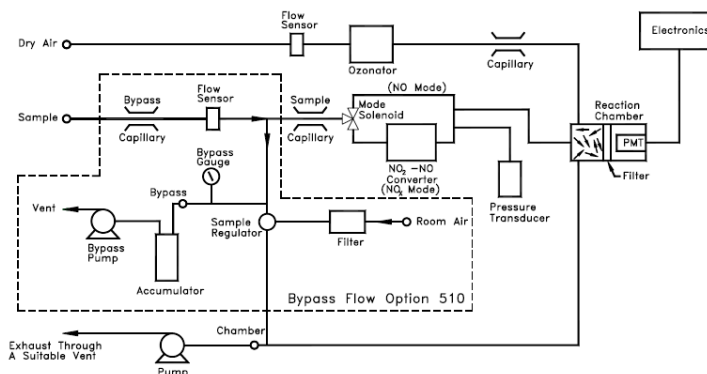 Flow
Sensor
Electronics
Dry Air
Ozonator
Capillary
Bypass
Flow
Sensor
Sample
(NO Mode)
Mode
Solenoid
Reaction
Chamber
Sample
Capillary
Capillary
PMT
Bypass
Gauge
NO₂ -NO
Converter
(NOX Mode)
Filter
Pressure
Transducer
Bypass
Vent
Bypass
Pump
Sample
Regulator
Filter
Room Air
Accumulator
Bypass Flow Option 510
Chamber
Exhaust Through
A Suitable Vent
Pump